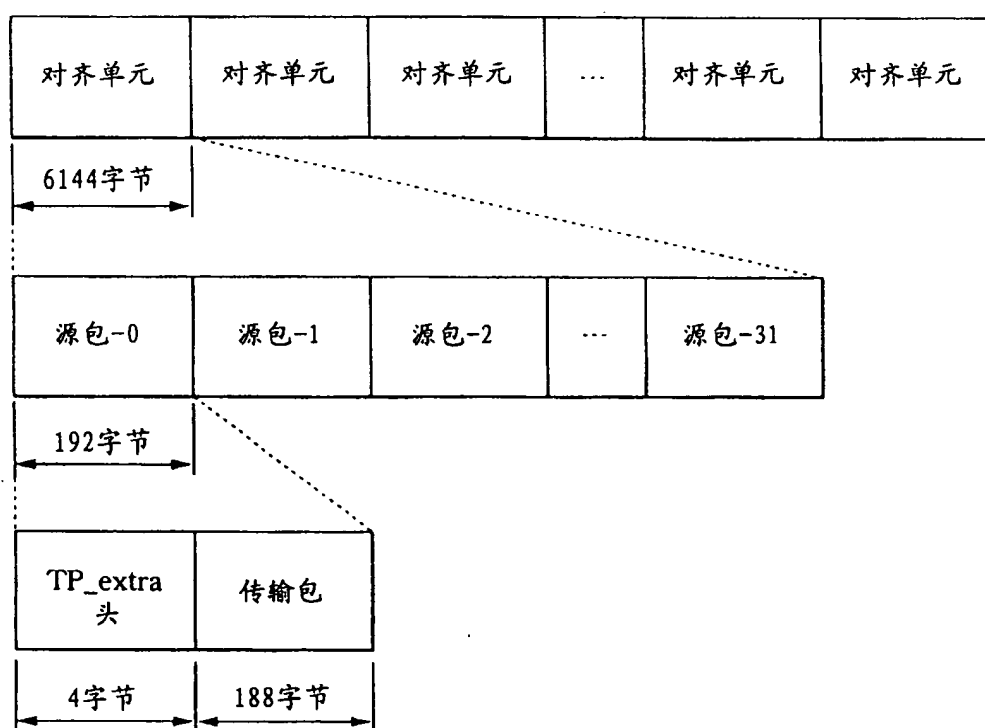 对齐单元 对齐单元 对齐单元 ... 对齐单元 对齐单元
6144字节
源包-0 源包-1 源包-2 ... 源包-31
192字节
TP_extra
头
传输包
4字节 188字节